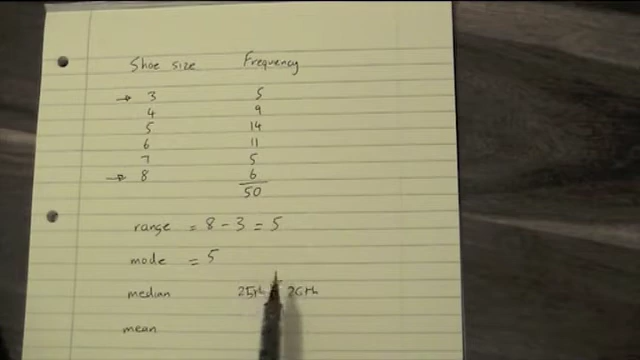 Shoe size Frequency
→ 3 5
4 9
5 14
6 11
7 5
→ 8 6
50
range = 8 - 3 = 5
mode = 5
median 25th 26th
mean